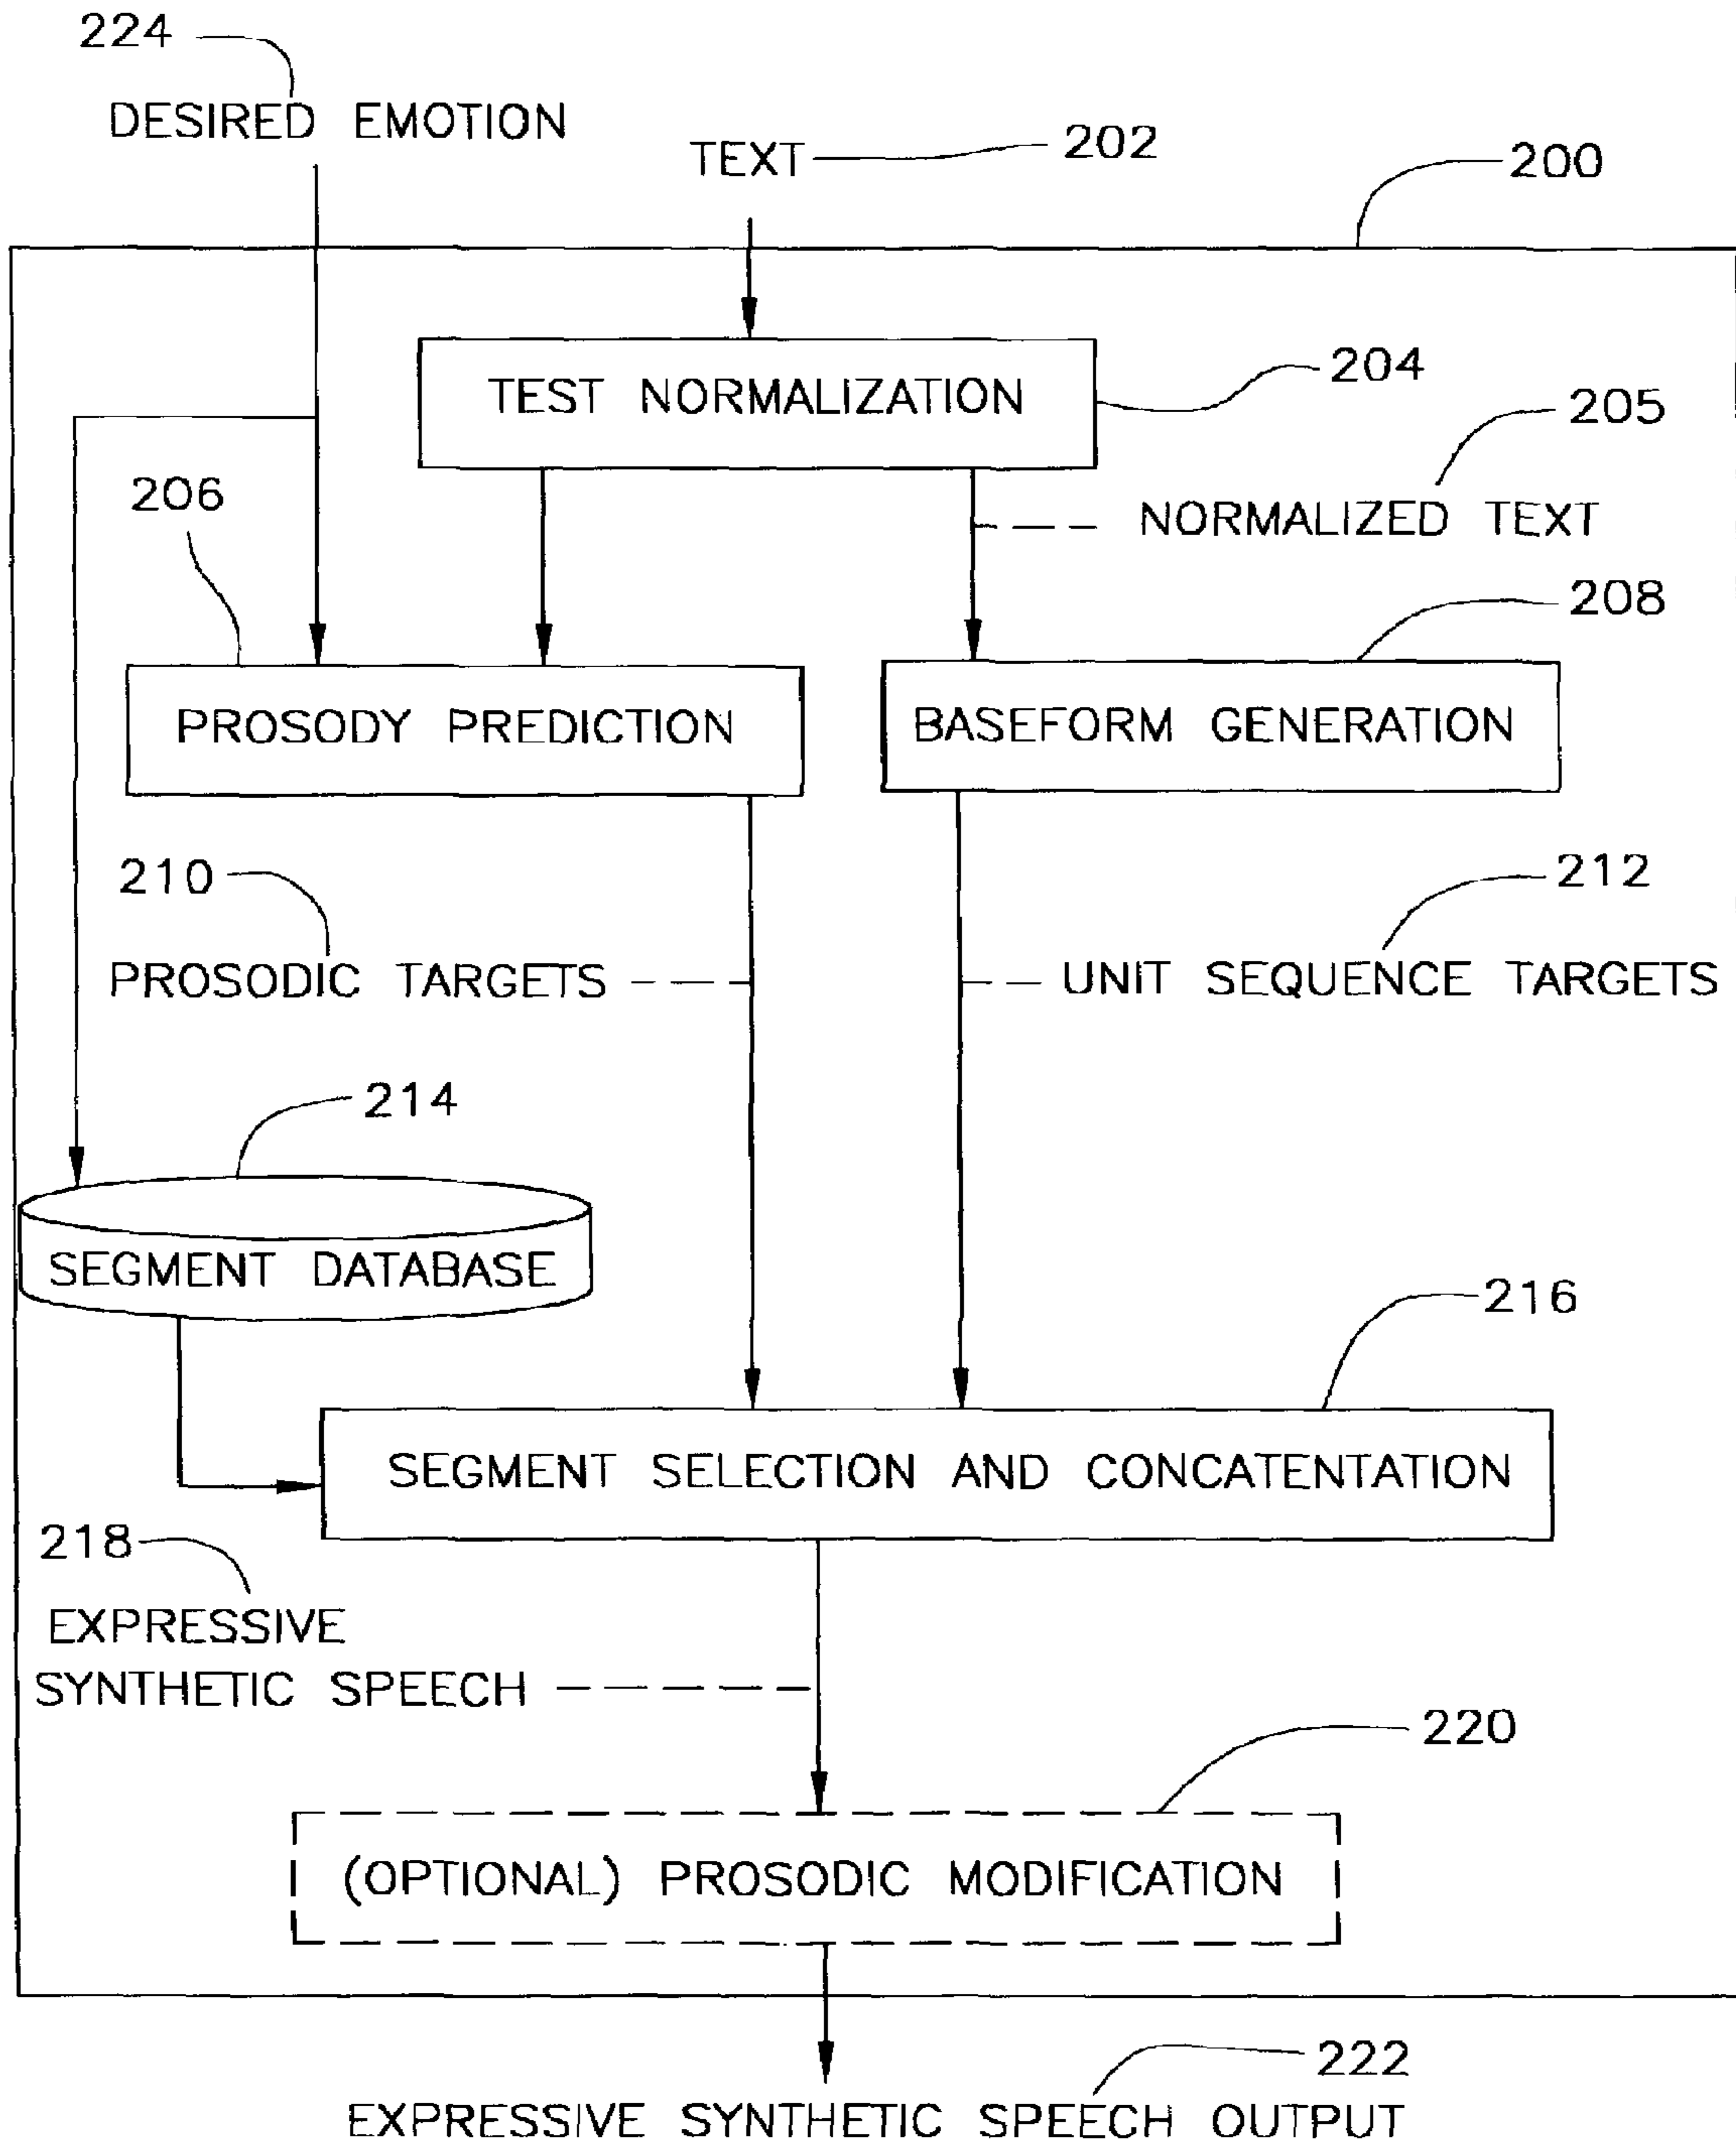 224
DESIRED EMOTION
TEXT
202
200
TEST NORMALIZATION
204
205
NORMALIZED TEXT
206
208
PROSODY PREDICTION
BASEFORM GENERATION
210
PROSODIC TARGETS
212
UNIT SEQUENCE TARGETS
214
SEGMENT DATABASE
216
SEGMENT SELECTION AND CONCATENTATION
218
EXPRESSIVE
SYNTHETIC SPEECH
220
(OPTIONAL) PROSODIC MODIFICATION
222
EXPRESSIVE SYNTHETIC SPEECH OUTPUT